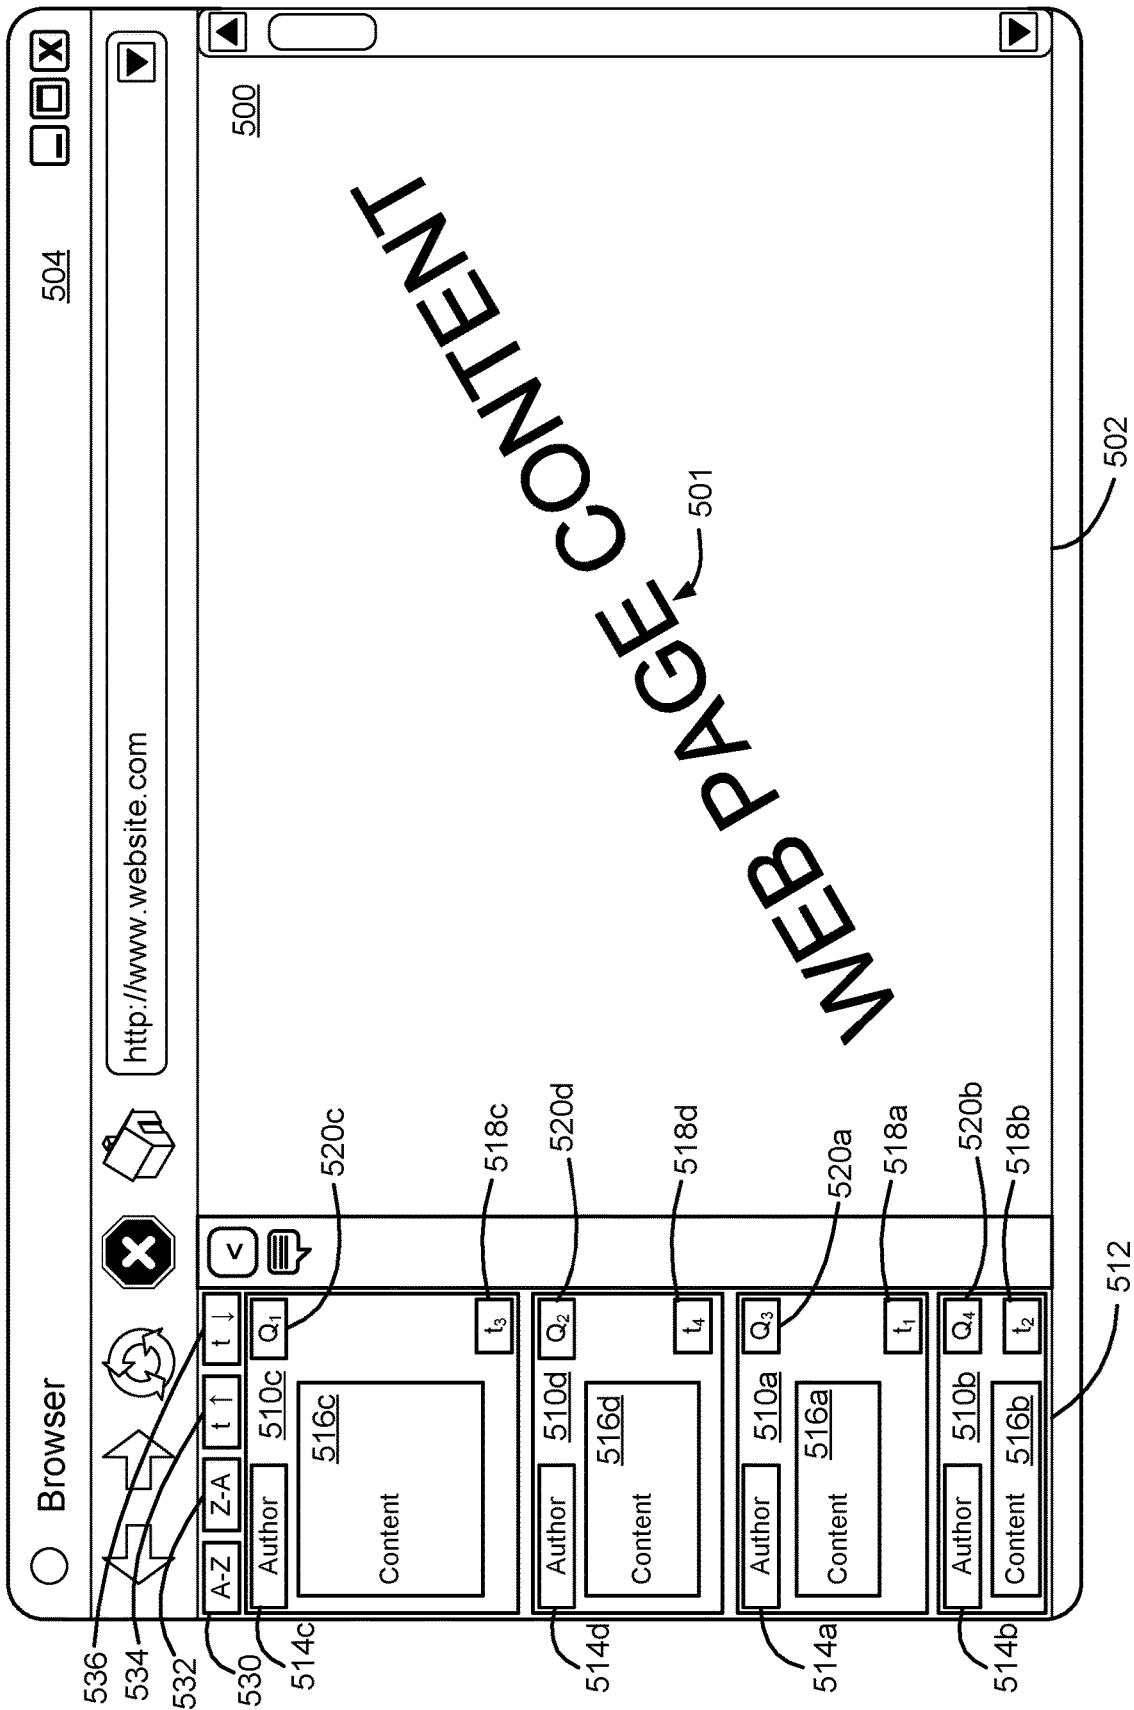 Browser
504
http://www.website.com
536
534
532
530
A-Z
Z-A
t ↑
t ↓
<
500
514c
Author
510c
Q1
520c
516c
Content
t3
518c
514d
Author
510d
Q2
520d
516d
Content
t4
518d
514a
Author
510a
Q3
520a
516a
Content
t1
518a
514b
Author
510b
Q4
520b
Content
516b
t2
518b
WEB PAGE CONTENT
501
512
502